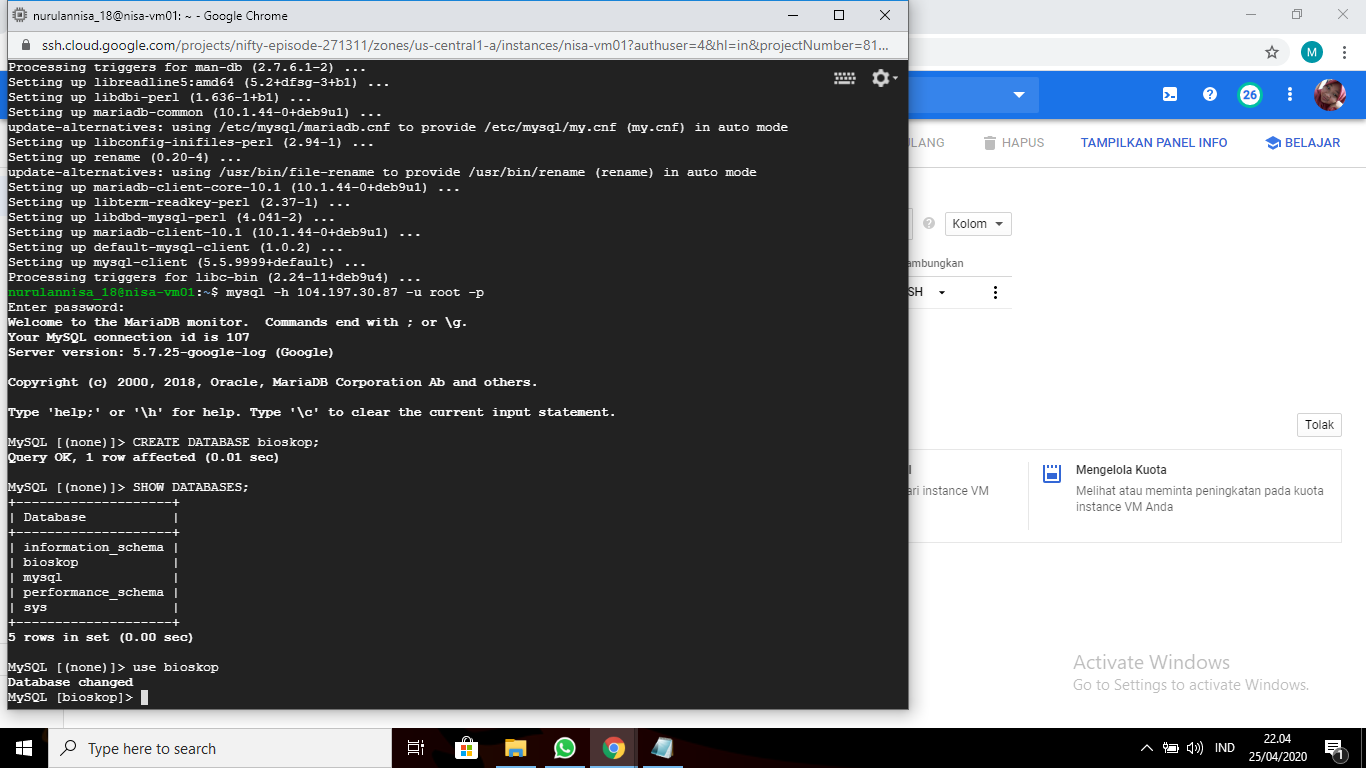 nurulannisa_18@nisa-vm01: ~ - Google Chrome
ssh.cloud.google.com/projects/nifty-episode-271311/zones/us-central1-a/instances/nisa-vm01?authuser=4&hl=in&projectNumber=81...
Processing triggers for man-db (2.7.6.1-2) ...
Setting up libreadline5:amd64 (5.2+dfsg-3+b1) ...
Setting up libdbi-perl (1.636-1+b1) ...
Setting up mariadb-common (10.1.44-0+deb9u1) ...
update-alternatives: using /etc/mysql/mariadb.cnf to provide /etc/mysql/my.cnf (my.cnf) in auto mode
Setting up libconfig-inifiles-perl (2.94-1) ...
Setting up rename (0.20-4) ...
update-alternatives: using /usr/bin/file-rename to provide /usr/bin/rename (rename) in auto mode
Setting up mariadb-client-core-10.1 (10.1.44-0+deb9u1) ...
Setting up libterm-readkey-perl (2.37-1) ...
Setting up libdbd-mysql-perl (4.041-2) ...
Setting up mariadb-client-10.1 (10.1.44-0+deb9u1) ...
Setting up default-mysql-client (1.0.2) ...
Setting up mysql-client (5.5.9999+default) ...
Processing triggers for libc-bin (2.24-11+deb9u4) ...
nurulannisa_18@nisa-vm01:~$ mysql -h 104.197.30.87 -u root -p
Enter password:
Welcome to the MariaDB monitor.  Commands end with ; or \g.
Your MySQL connection id is 107
Server version: 5.7.25-google-log (Google)
Copyright (c) 2000, 2018, Oracle, MariaDB Corporation Ab and others.
Type 'help;' or '\h' for help. Type '\c' to clear the current input statement.
MySQL [(none)]> CREATE DATABASE bioskop;
Query OK, 1 row affected (0.01 sec)
MySQL [(none)]> SHOW DATABASES;
+--------------------+
| Database           |
+--------------------+
| information_schema |
| bioskop            |
| mysql              |
| performance_schema |
| sys                |
+--------------------+
5 rows in set (0.00 sec)
MySQL [(none)]> use bioskop
Database changed
MySQL [bioskop]>
M
26
ULANG
HAPUS
TAMPILKAN PANEL INFO
BELAJAR
Kolom
ambungkan
SH
Tolak
ari instance VM
Mengelola Kuota
Melihat atau meminta peningkatan pada kuota
instance VM Anda
Activate Windows
Go to Settings to activate Windows.
Type here to search
IND
22.04
25/04/2020
1